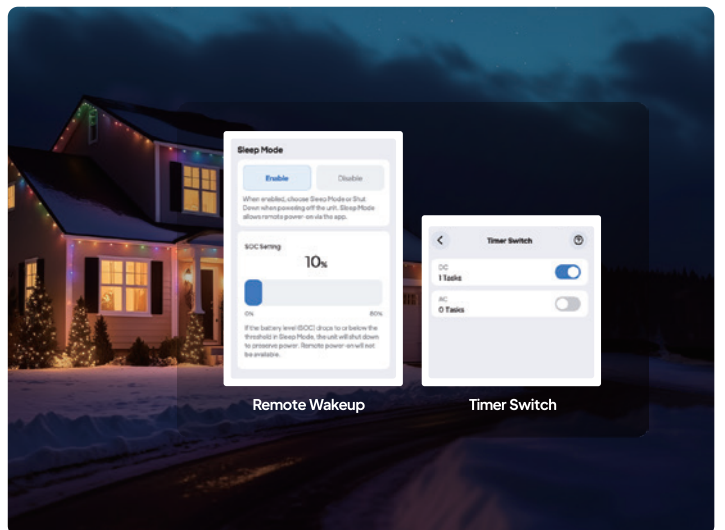 Sleep Mode
Enable
Disable
When enabled, choose Sleep Mode or Shut
Down when powering off the unit. Sleep Mode
allows remote power-on via the app.
SOC Setting
10%
0%
80%
If the battery level (SOC) drops to or below the
threshold in Sleep Mode, the unit will shut down
to preserve power. Remote power-on will not
be available.
Remote Wakeup
Timer Switch
DC
1 Tasks
AC
0 Tasks
Timer Switch